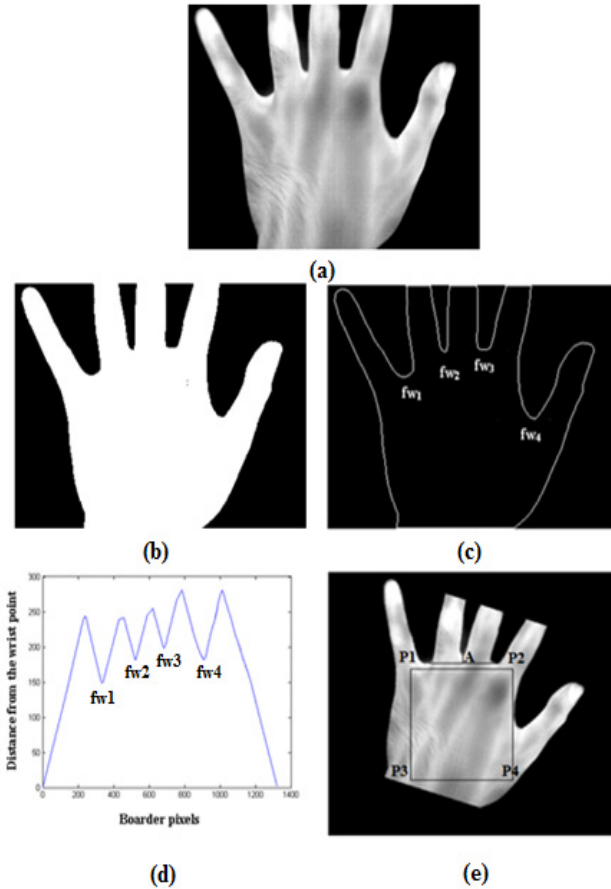 (a)
fw1
fw2
fw3
fw4
(b)
(c)
300
250
200
150
100
50
0
0
200
400
600
800
1000
1200
1400
fw1
fw2
fw3
fw4
Distance from the wrist point
Boarder pixels
P1
A
P2
P3
P4
(d)
(e)